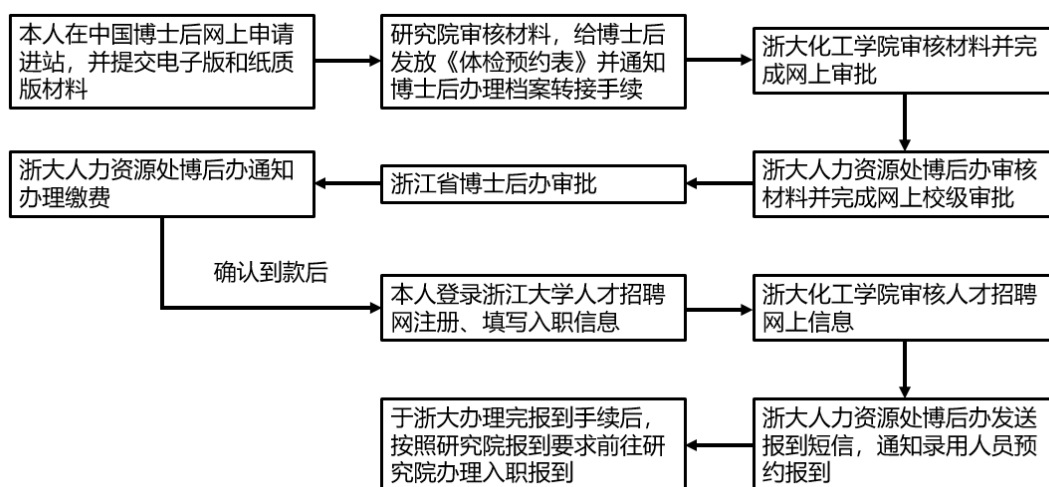 本人在中国博士后网上申请
进站，并提交电子版和纸质
版材料
研究院审核材料，给博士后
发放《体检预约表》并通知
博士后办理档案转接手续
浙大化工学院审核材料并完
成网上审批
浙大人力资源处博后办审核
材料并完成网上校级审批
浙江省博士后办审批
浙大人力资源处博后办通知
办理缴费
确认到款后
本人登录浙江大学人才招聘
网注册、填写入职信息
浙大化工学院审核人才招聘
网上信息
浙大人力资源处博后办发送
报到短信，通知录用人员预
约报到
于浙大办理完报到手续后，
按照研究院报到要求前往研
究院办理入职报到